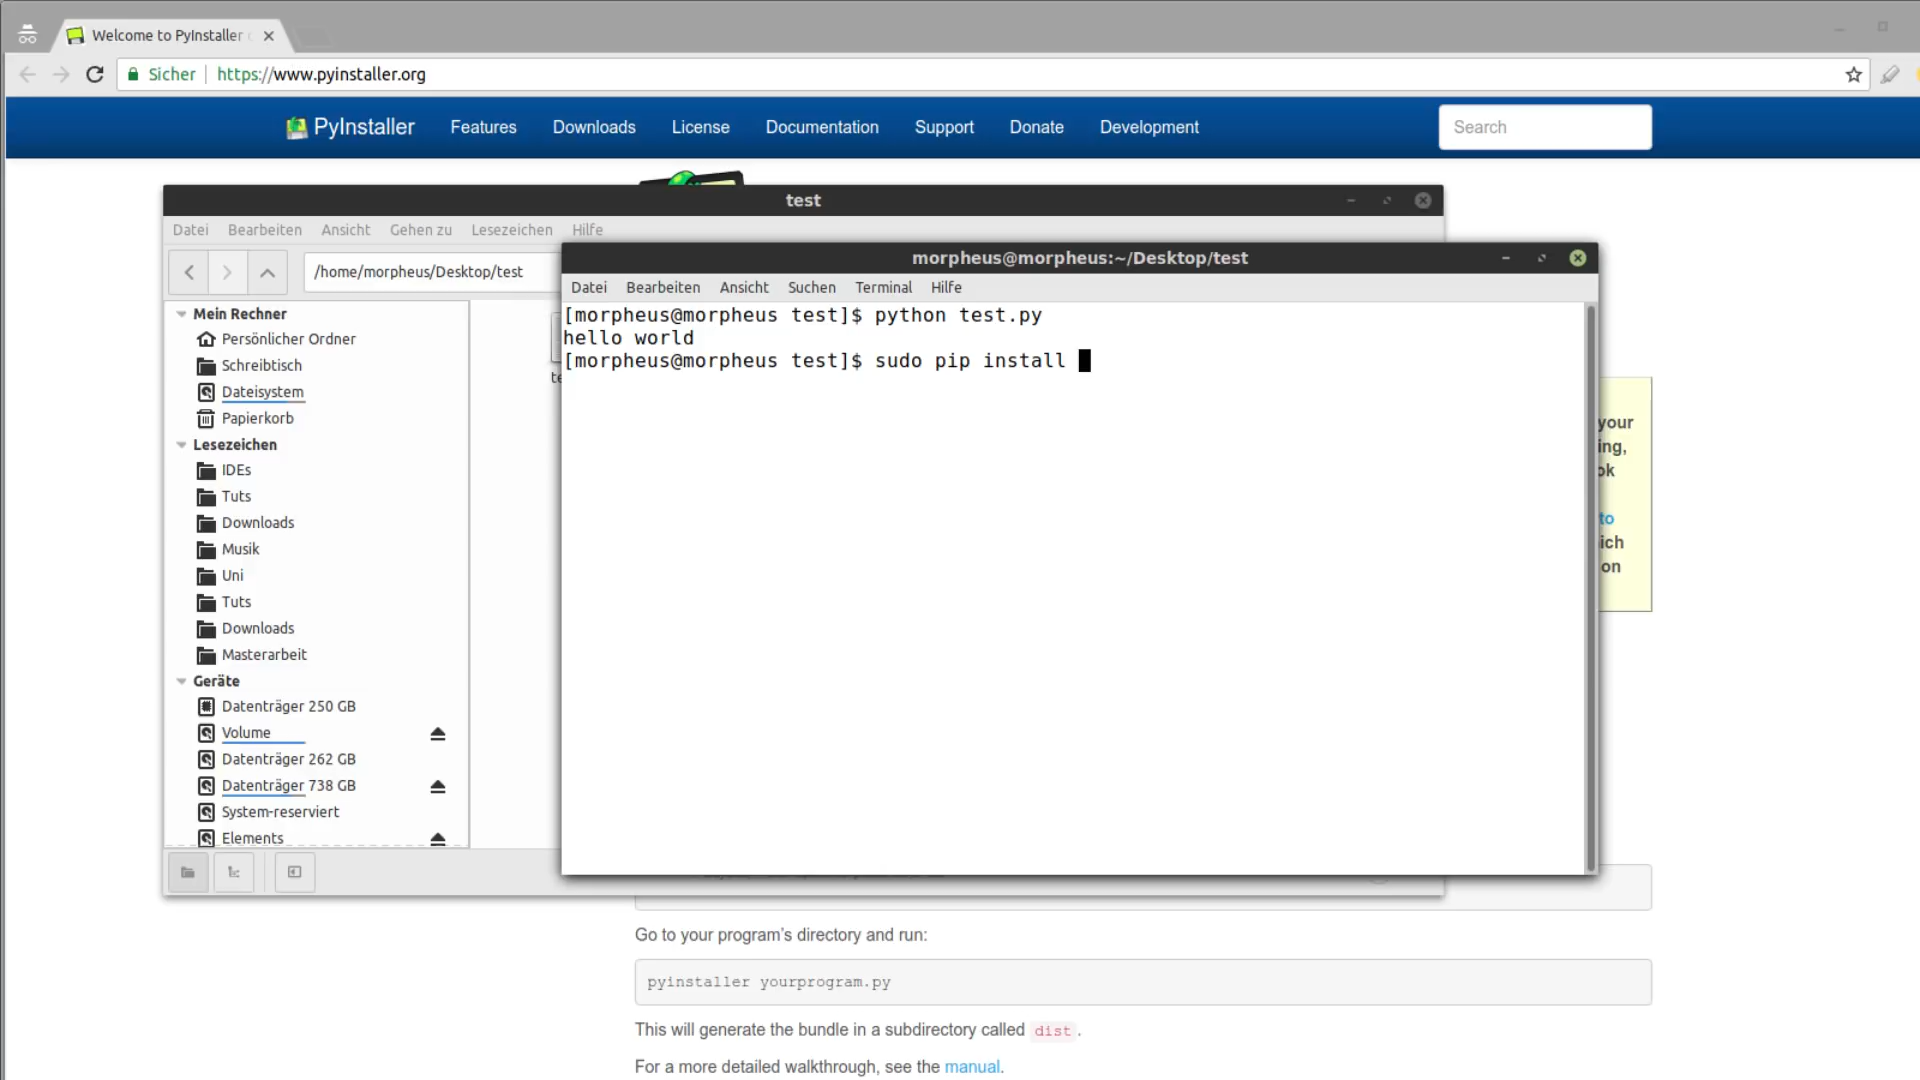 Welcome to PyInstaller
Sicher https://www.pyinstaller.org
PyInstaller Features Downloads License Documentation Support Donate Development Search
test
Datei Bearbeiten Ansicht Gehen zu Lesezeichen Hilfe
/home/morpheus/Desktop/test
Mein Rechner
Persönlicher Ordner
Schreibtisch
Dateisystem
Papierkorb
Lesezeichen
IDEs
Tuts
Downloads
Musik
Uni
Tuts
Downloads
Masterarbeit
Geräte
Datenträger 250 GB
Volume
Datenträger 262 GB
Datenträger 738 GB
System-reserviert
Elements
te
morpheus@morpheus:~/Desktop/test
Datei Bearbeiten Ansicht Suchen Terminal Hilfe
[morpheus@morpheus test]$ python test.py
hello world
[morpheus@morpheus test]$ sudo pip install
your
ing,
ok
to
ich
on
Go to your program’s directory and run:
pyinstaller yourprogram.py
This will generate the bundle in a subdirectory called dist.
For a more detailed walkthrough, see the manual.